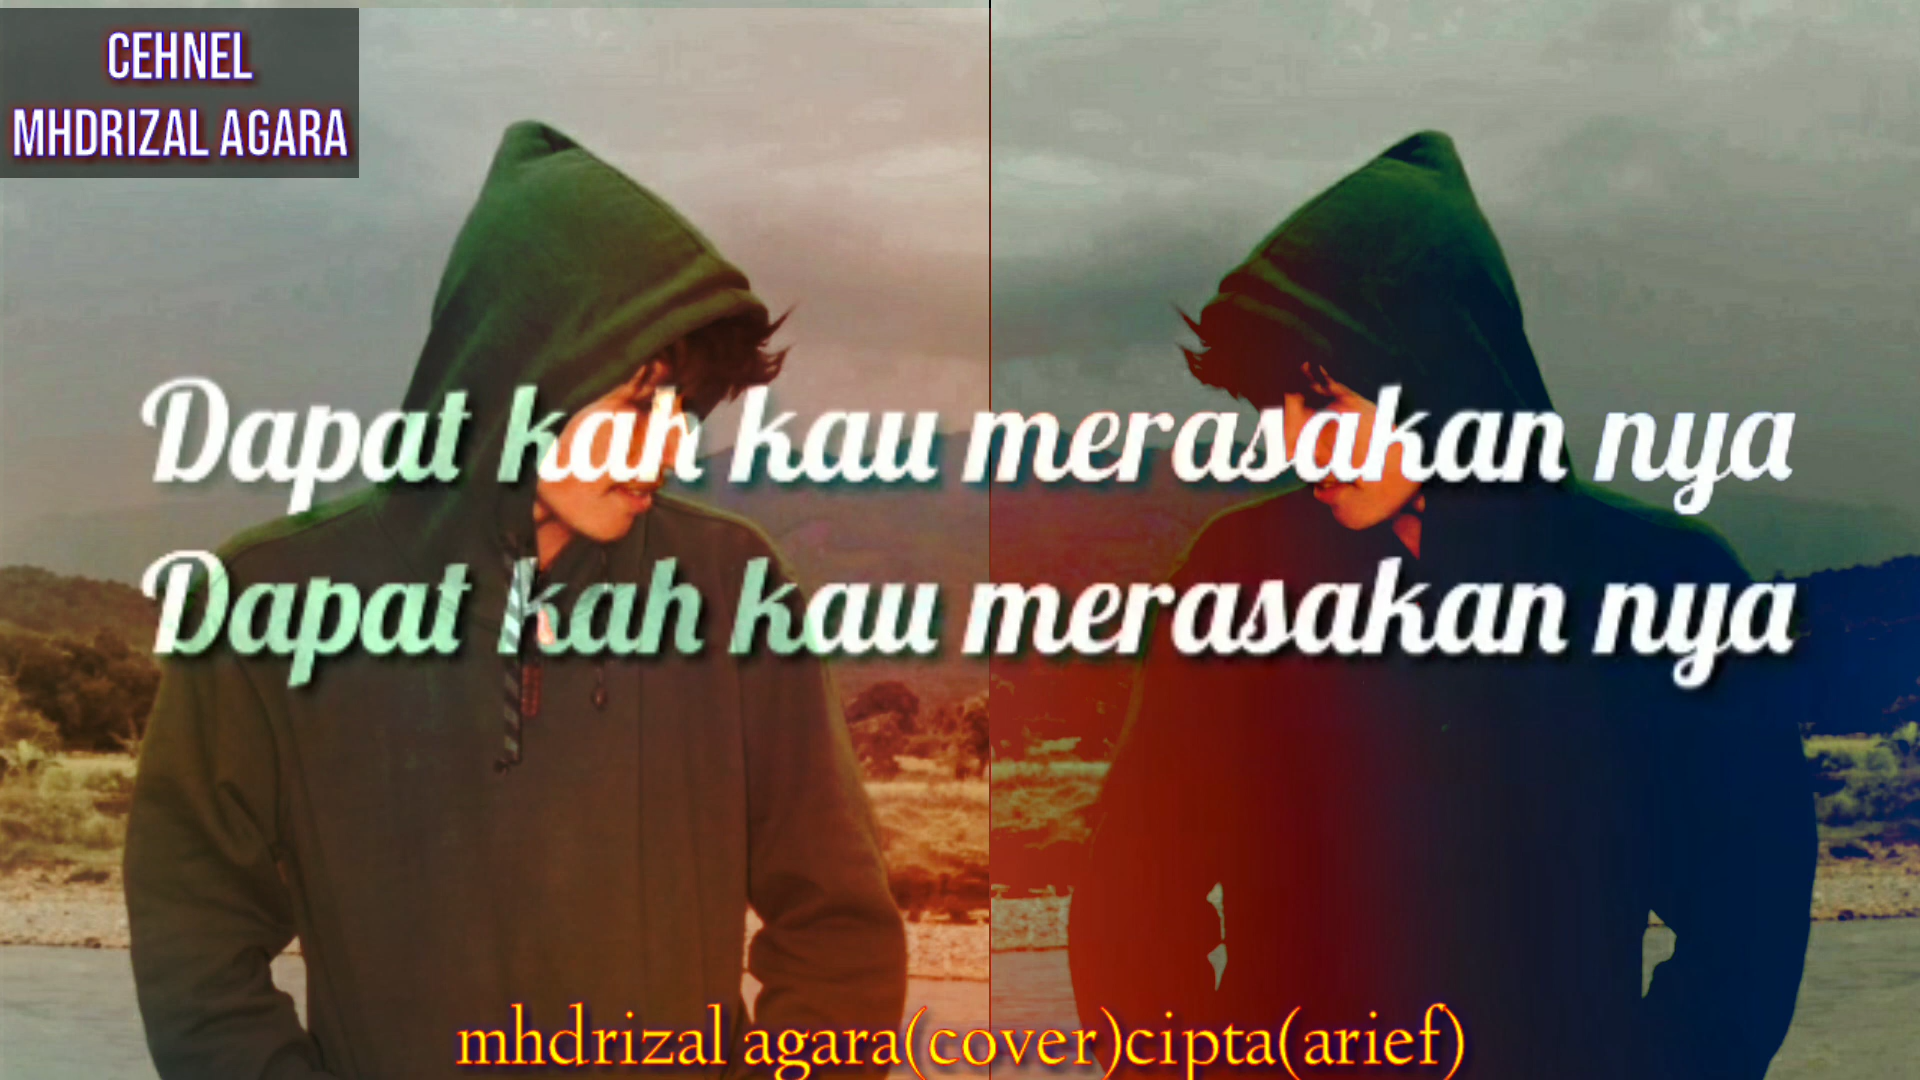 CEHNEL
MHDRIZAL AGARA
Dapat kah kau merasakan nya
Dapat kah kau merasakan nya
mhdrizal agara(cover)cipta(arief)